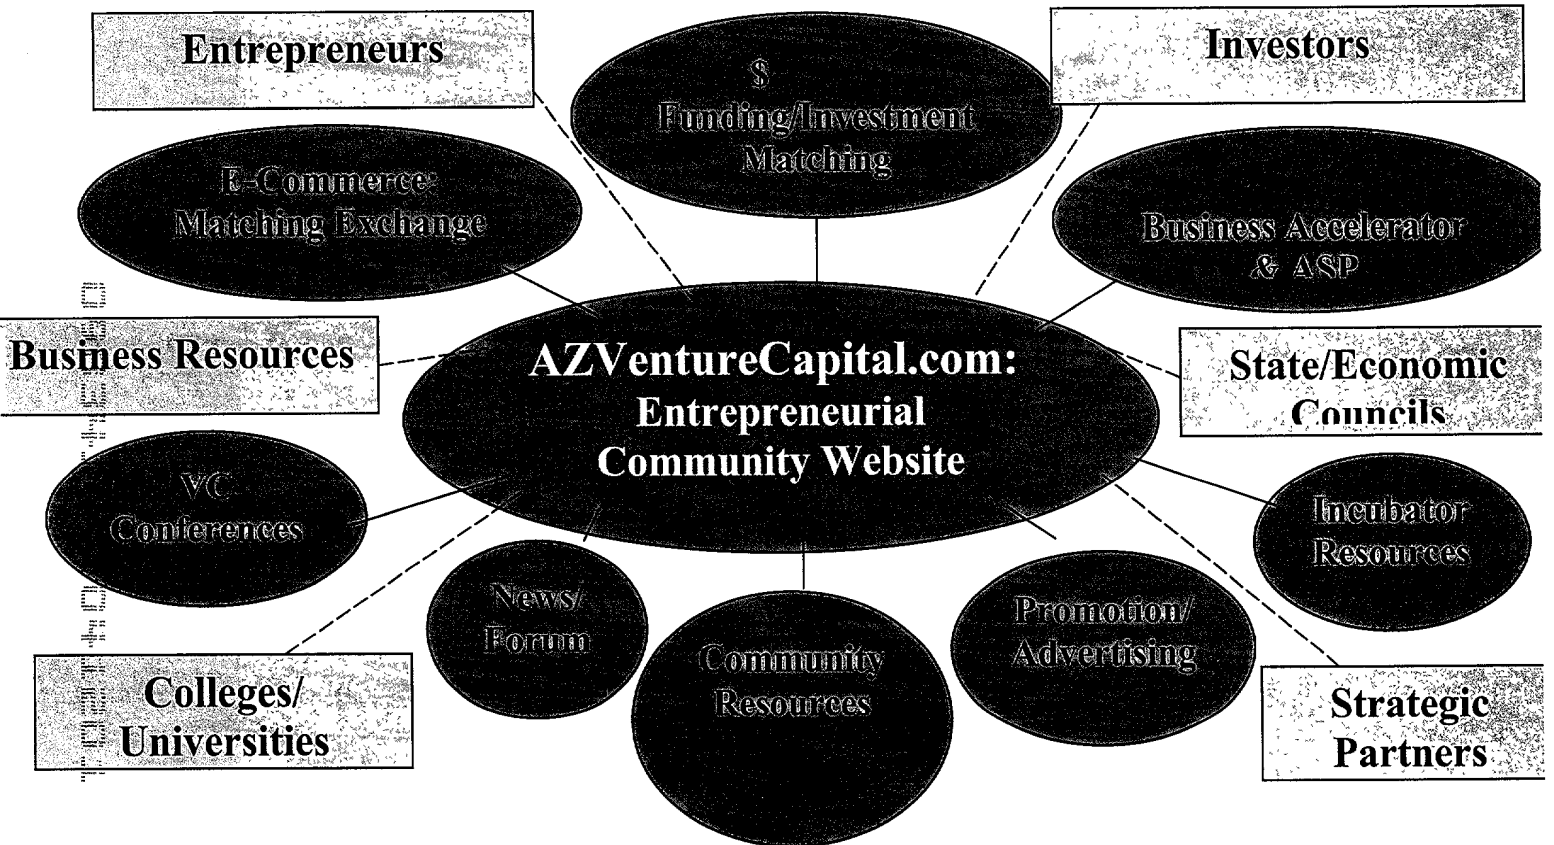 Entrepreneurs
$
Funding/Investment
Matching
Investors
E-Commerce:
Matching Exchange
Business Accelerator
& ASP
Business Resources
AZVentureCapital.com:
Entrepreneurial
Community Website
State/Economic
Councils
VC
Conferences
Incubator
Resources
News/
Forum
Community
Resources
Promotion/
Advertising
Colleges/
Universities
Strategic
Partners